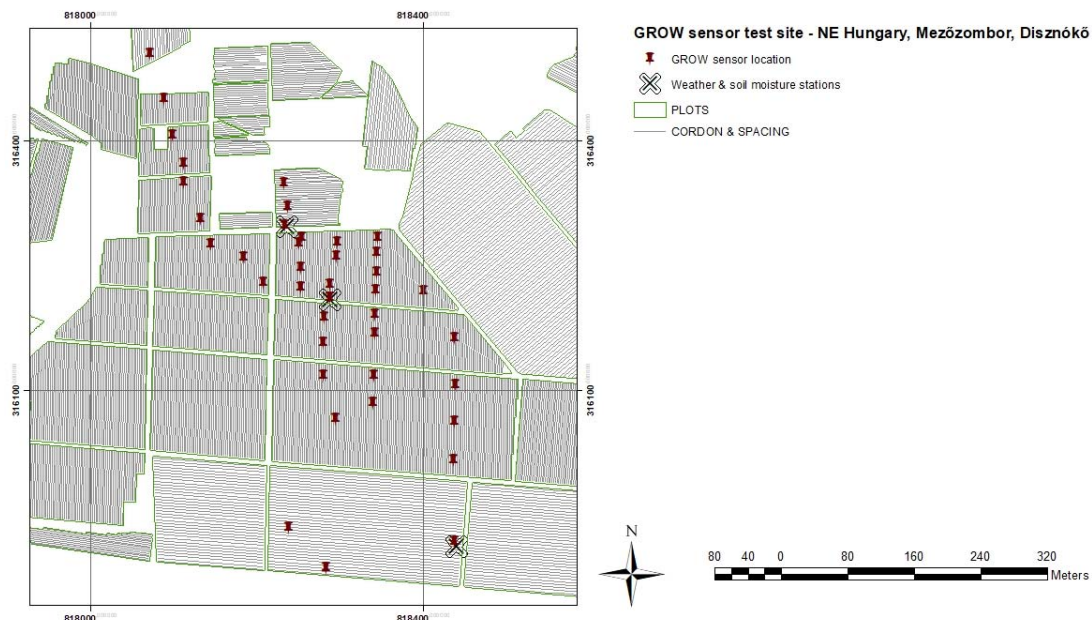 818000
818400
GROW sensor test site - NE Hungary, Mezőzombor, Disznókő
GROW sensor location
Weather & soil moisture stations
PLOTS
CORDON & SPACING
316400
316400
316100
316100
N
80 40 0 80 160 240 320
Meters
818000
818400